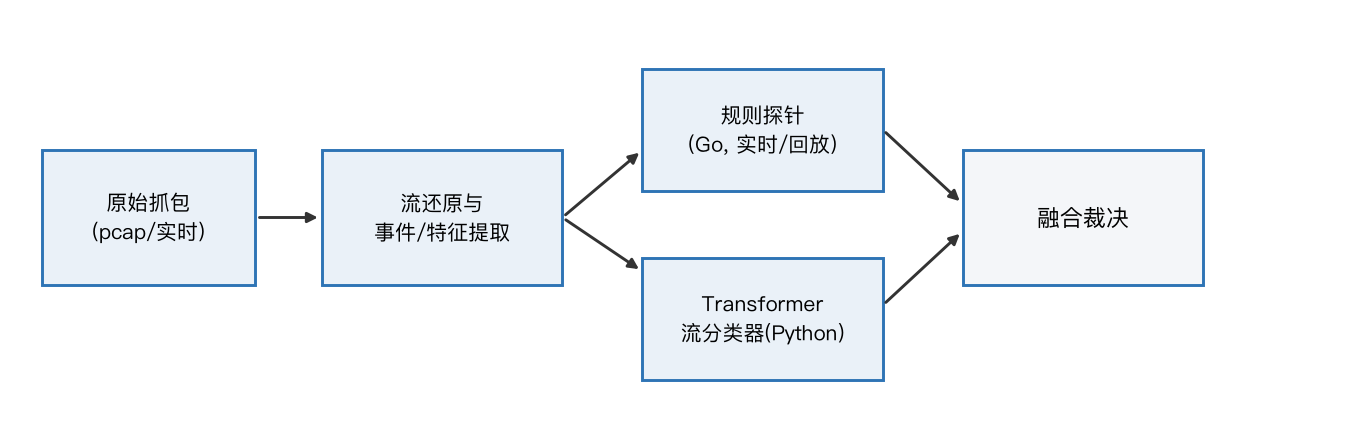 原始抓包
(pcap/实时)
流还原与
事件/特征提取
规则探针
(Go, 实时/回放)
Transformer
流分类器(Python)
融合裁决